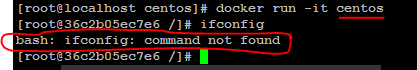 [root@localhost centos]# docker run -it centos
[root@36c2b05ec7e6 /]# ifconfig
bash: ifconfig: command not found
[root@36c2b05ec7e6 /]#